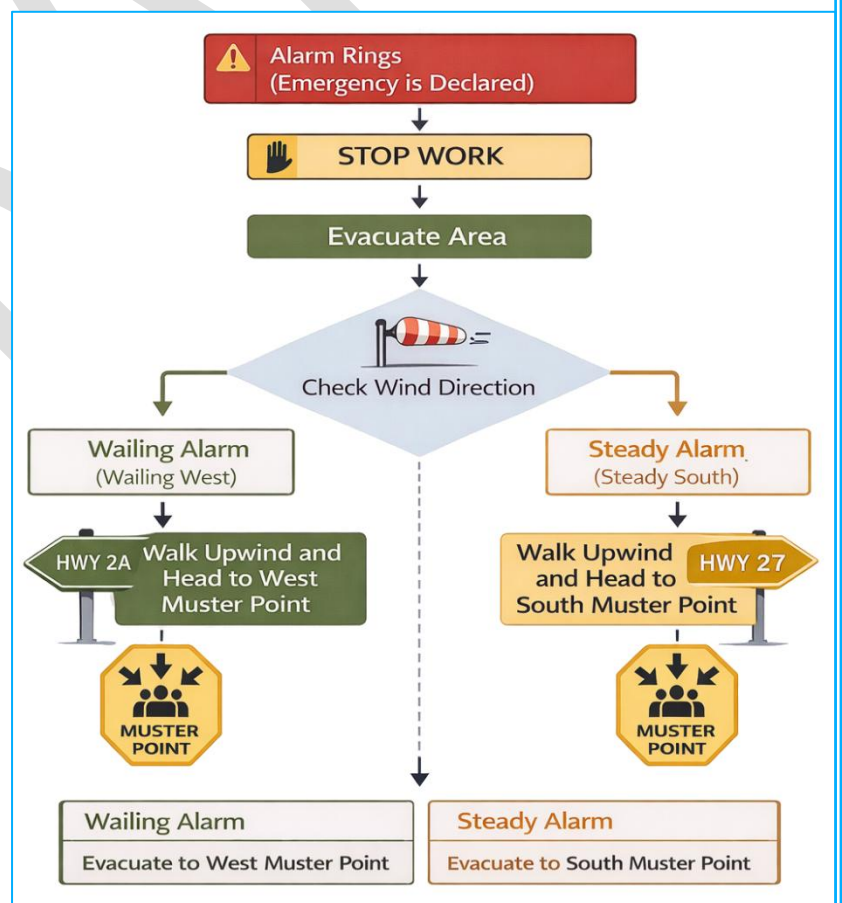 Alarm Rings
(Emergency is Declared)
STOP WORK
Evacuate Area
Check Wind Direction
Wailing Alarm
(Wailing West)
HWY 2A
Walk Upwind and
Head to West
Muster Point
MUSTER
POINT
Steady Alarm.
(Steady South)
Walk Upwind
and Head to
South Muster Point
HWY 27
MUSTER
POINT
Wailing Alarm
Evacuate to West Muster Point
Steady Alarm
Evacuate to South Muster Point